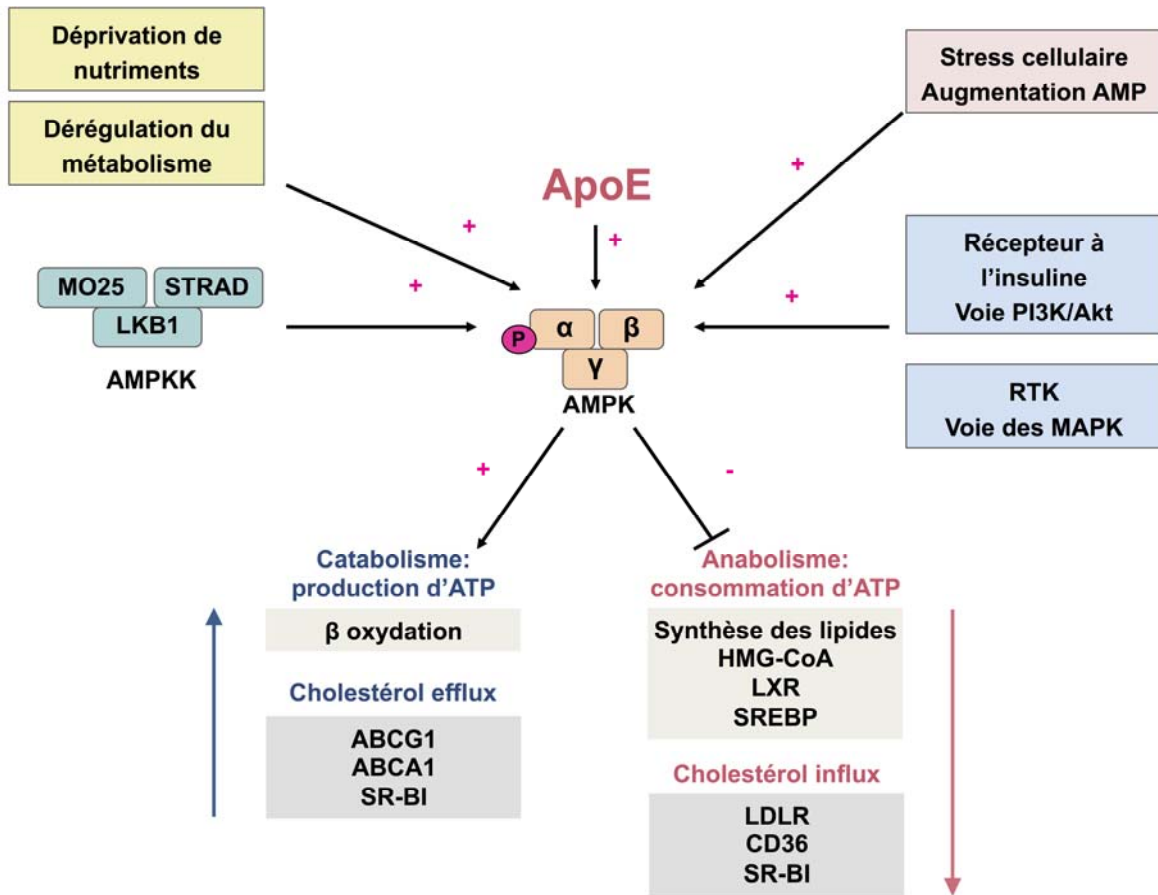 Déprivation de
nutriments
Dérégulation du
métabolisme
Stress cellulaire
Augmentation AMP
ApoE
+
+
+
+
+
MO25
STRAD
LKB1
AMPKK
Récepteur à
l’insuline
Voie PI3K/Akt
RTK
Voie des MAPK
P
α
β
γ
AMPK
+
-
Catabolisme:
production d’ATP
β oxydation
Cholestérol efflux
ABCG1
ABCA1
SR-BI
Anabolisme:
consommation d’ATP
Synthèse des lipides
HMG-CoA
LXR
SREBP
Cholestérol influx
LDLR
CD36
SR-BI